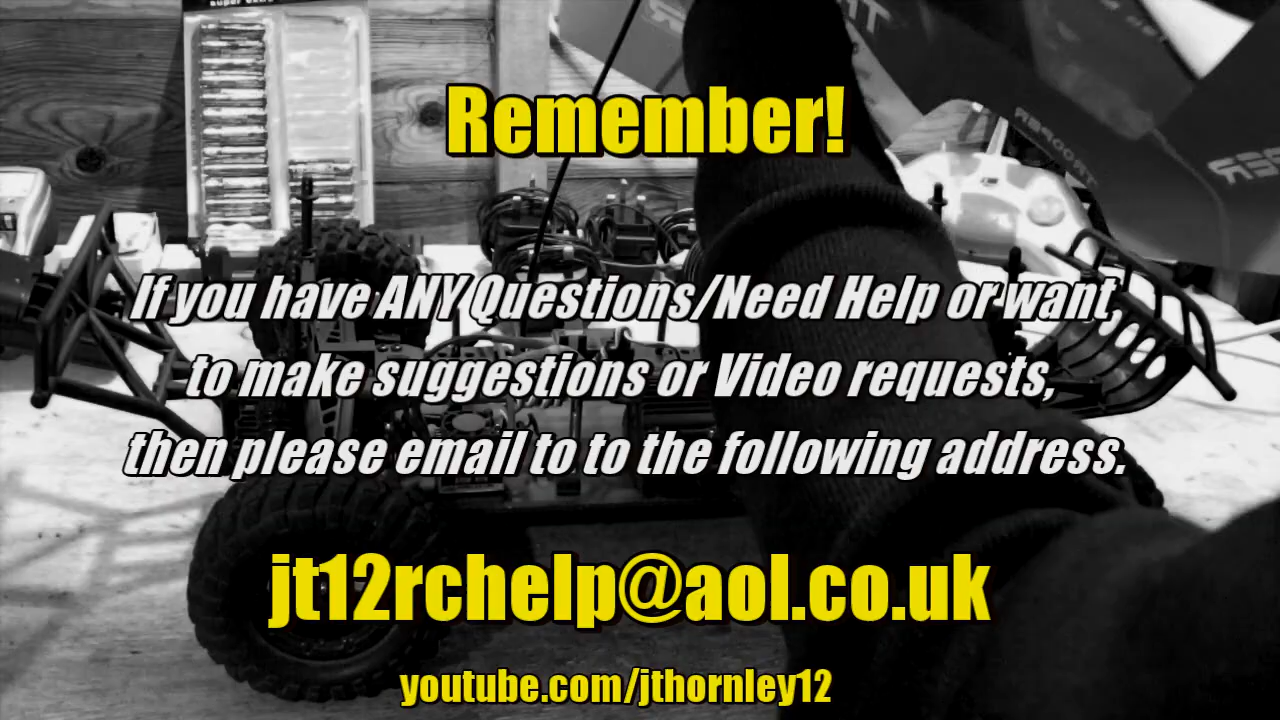 Remember!
If you have ANY Questions/Need Help or want,
to make suggestions or Video requests,
then please email to to the following address.
jt12rchelp@aol.co.uk
youtube.com/jthornley12